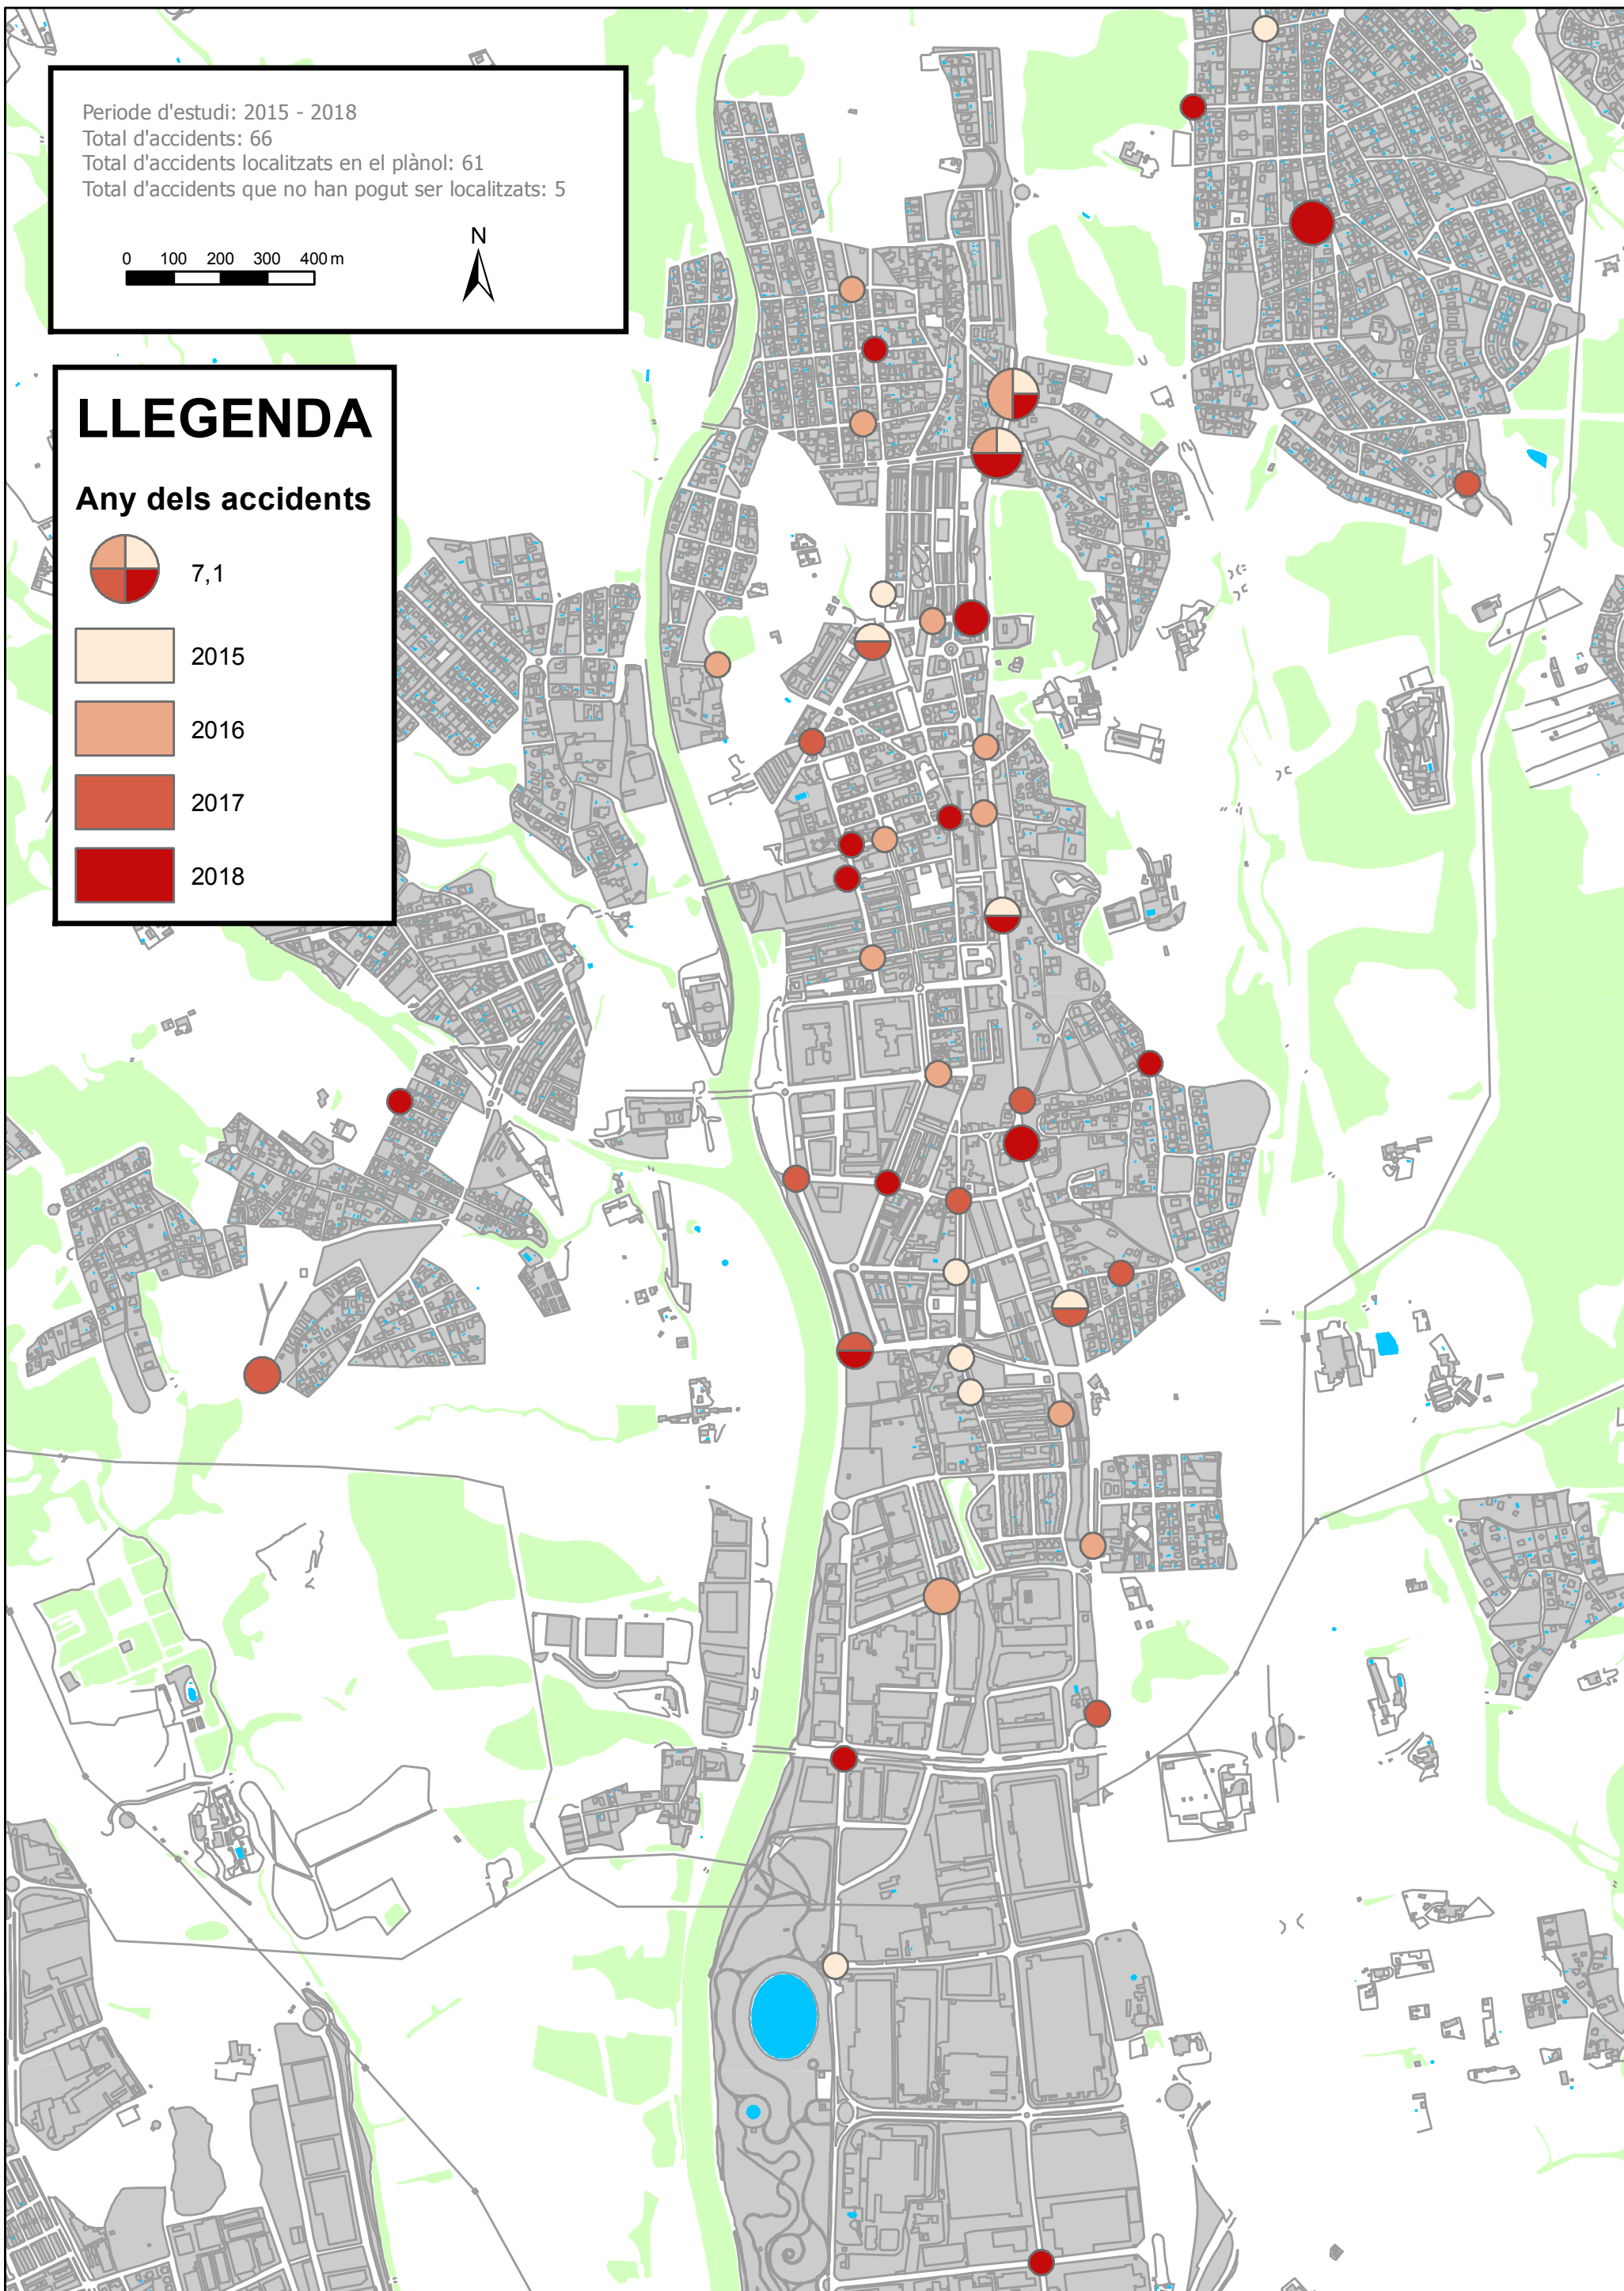 Periode d'estudi: 2015 - 2018
Total d'accidents: 66
Total d'accidents localitzats en el plànol: 61
Total d'accidents que no han pogut ser localitzats: 5
N
0 100 200 300 400 m
LLEGENDA
Any dels accidents
7,1
2015
2016
2017
2018